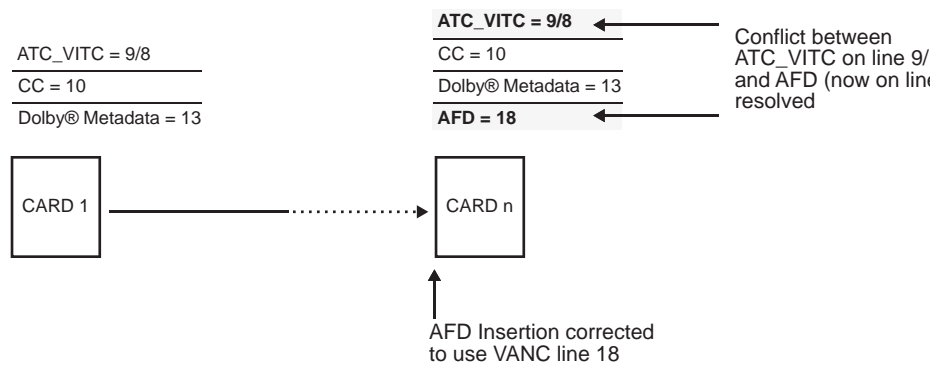 ATC_VITC = 9/8
CC = 10
Dolby® Metadata = 13
ATC_VITC = 9/8
CC = 10
Dolby® Metadata = 13
AFD = 18
Conflict between
ATC_VITC on line 9/
and AFD (now on line
resolved
CARD 1
CARD n
AFD Insertion corrected
to use VANC line 18